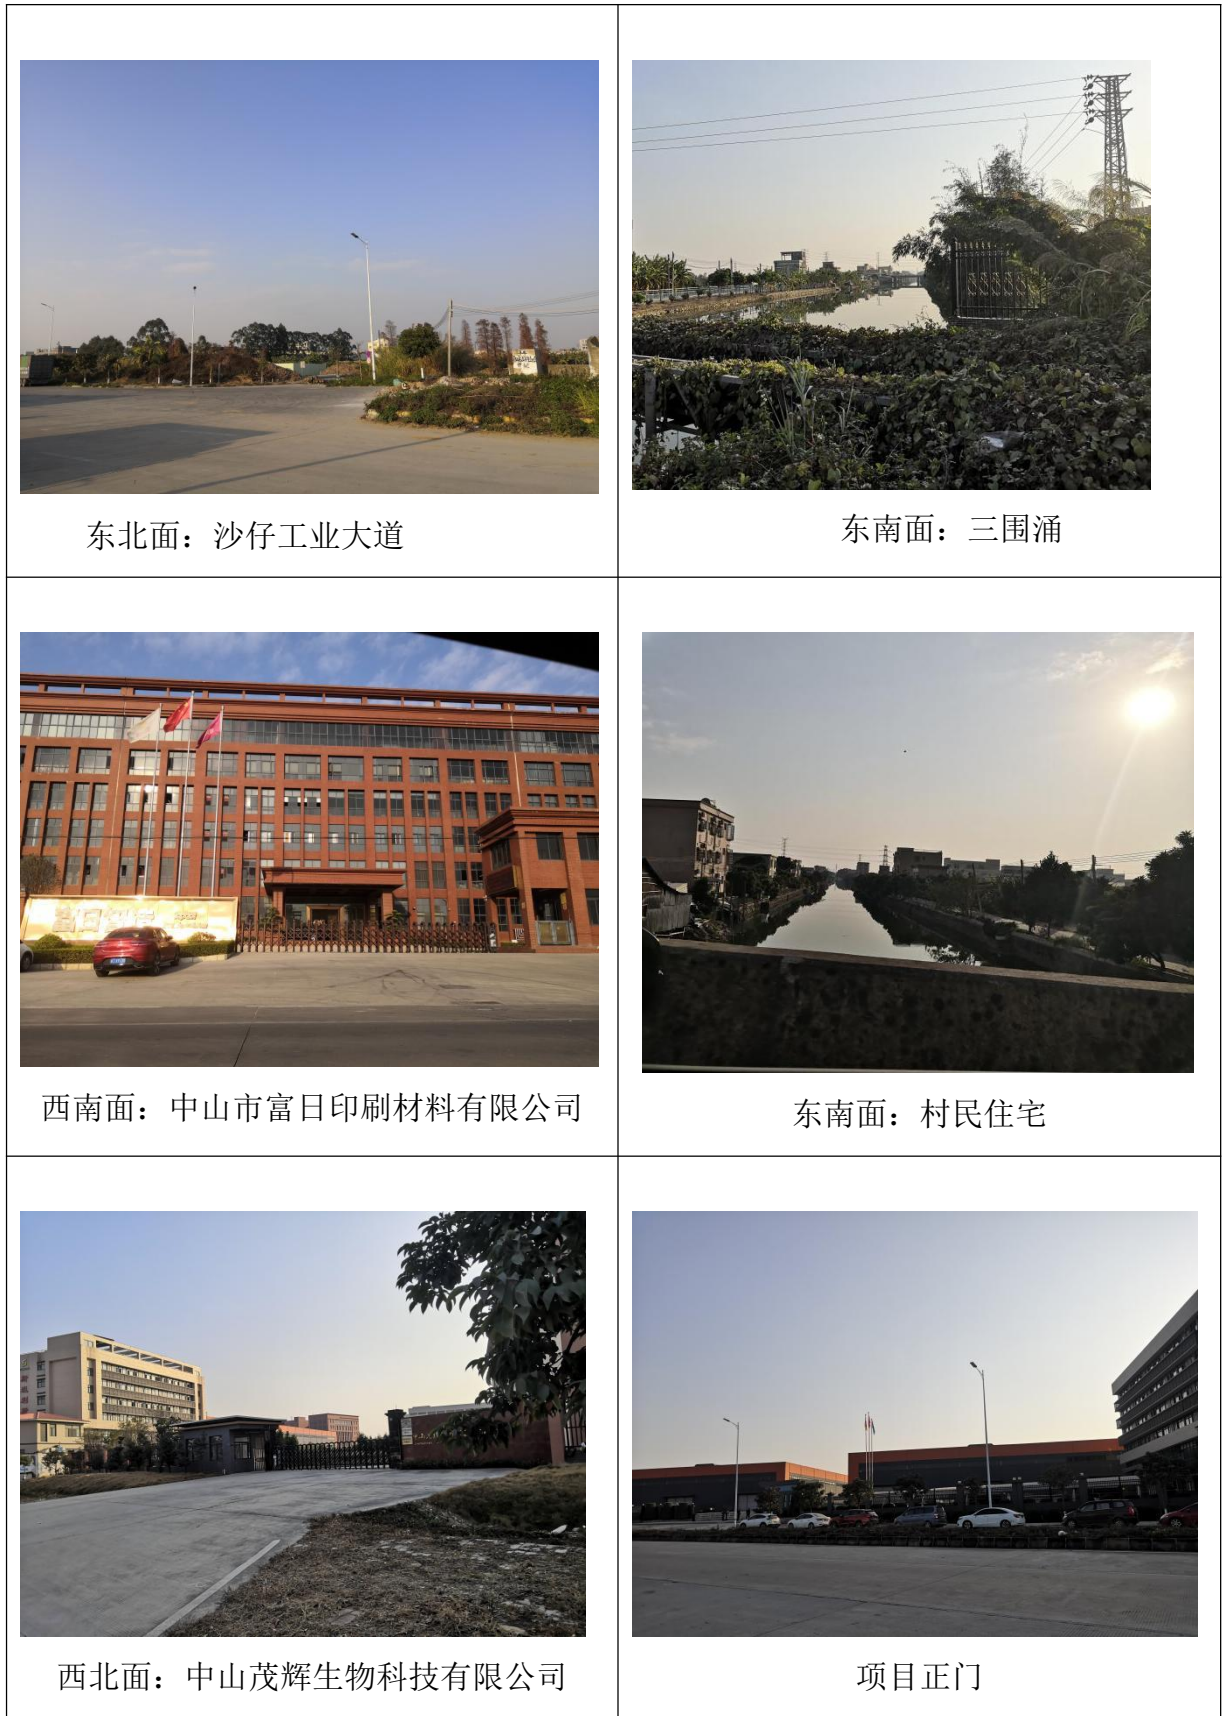 东北面：沙仔工业大道
东南面：三围涌
西南面：中山市富日印刷材料有限公司
东南面：村民住宅
西北面：中山茂辉生物科技有限公司
项目正门